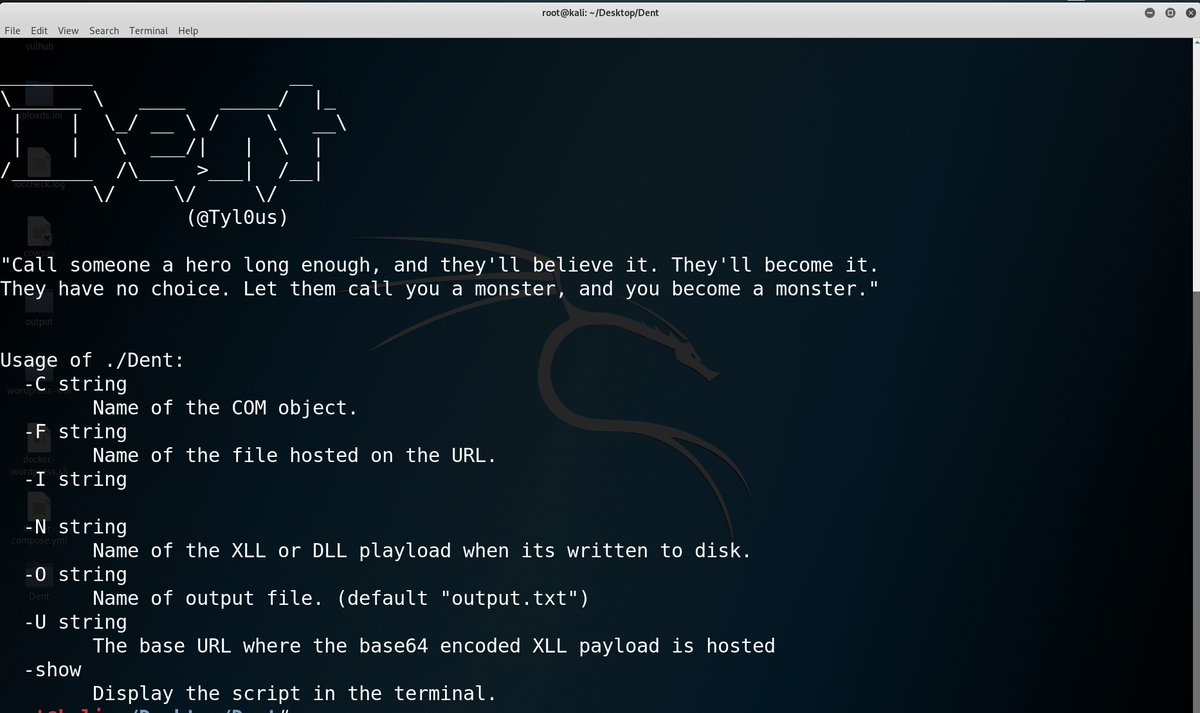 root@kali: ~/Desktop/Dent
File Edit View Search Terminal Help
vulhub
(@Tyl0us)
"Call someone a hero long enough, and they'll believe it. They'll become it.
They have no choice. Let them call you a monster, and you become a monster."
output
Usage of ./Dent:
-C string
Name of the COM object.
-F string
Name of the file hosted on the URL.
-I string
-N string
Name of the XLL or DLL playload when its written to disk.
-O string
Name of output file. (default "output.txt")
Dent
-U string
The base URL where the base64 encoded XLL payload is hosted
-show
Display the script in the terminal.